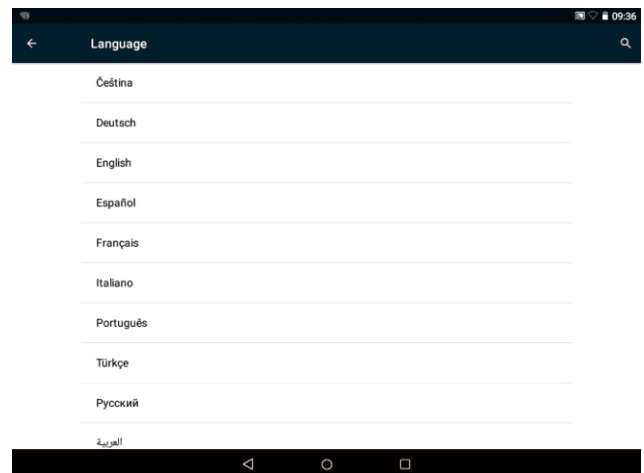 09:36
Language
Čeština
Deutsch
English
Español
Français
Italiano
Português
Türkçe
Русский
العربية